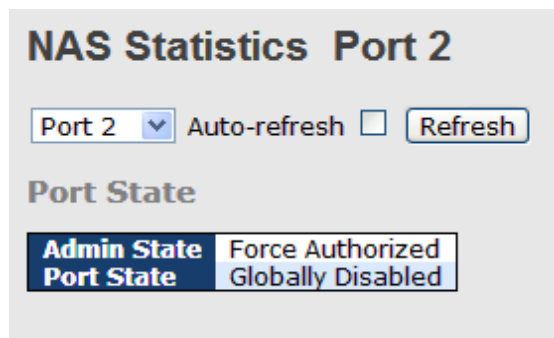 NAS Statistics Port 2
Port 2 Auto-refresh Refresh
Port State
Admin State Force Authorized
Port State Globally Disabled